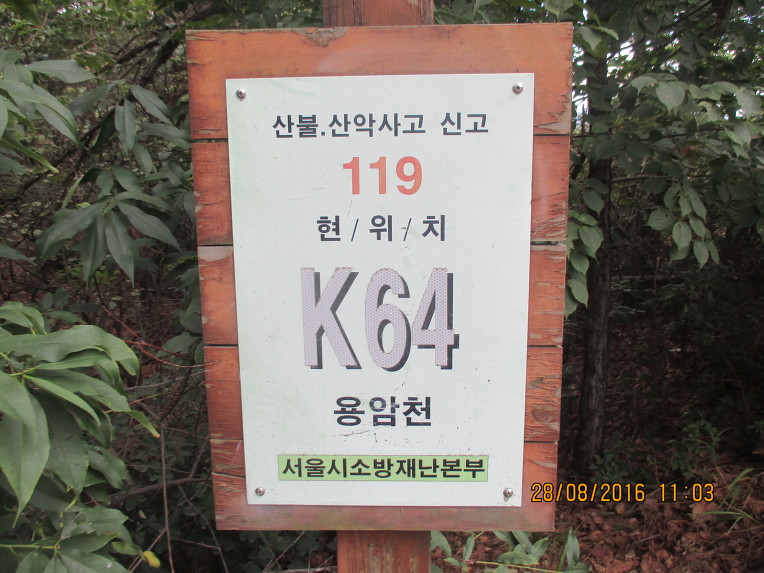 산불.산악사고 신고
119
현/위/치
K64
용암천
서울시소방재난본부
28/08/2016 11:03